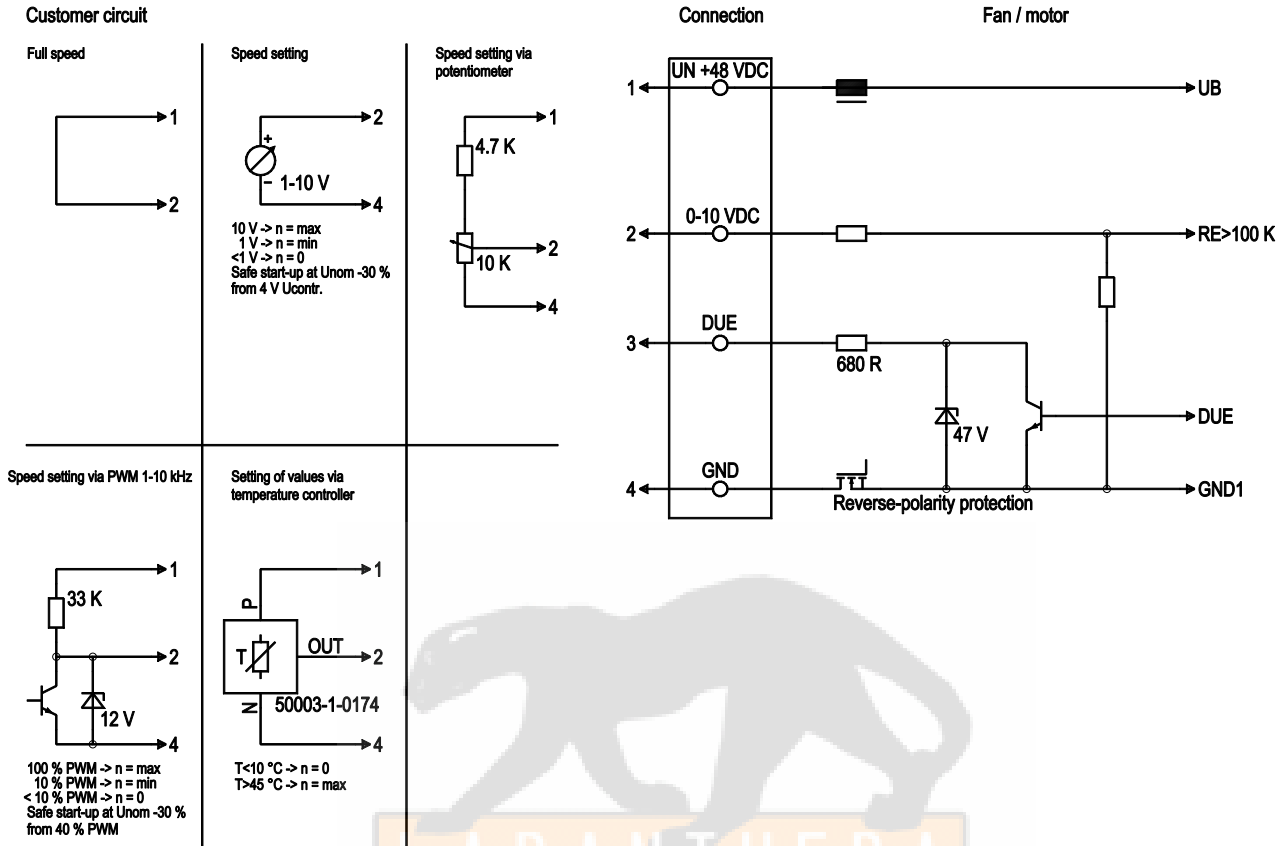 Customer circuit
Connection
Fan / motor
Full speed
1
2
Speed setting
2
+
−
1-10 V
4
10 V -> n = max
1 V -> n = min
<1 V -> n = 0
Safe start-up at Unom -30 %
from 4 V Ucontr.
Speed setting via
potentiometer
1
4.7 K
2
10 K
4
Speed setting via PWM 1-10 kHz
1
33 K
2
12 V
4
100 % PWM -> n = max
10 % PWM -> n = min
< 10 % PWM -> n = 0
Safe start-up at Unom -30 %
from 40 % PWM
Setting of values via
temperature controller
1
P
T
OUT
2
N
50003-1-0174
4
T<10 °C -> n = 0
T>45 °C -> n = max
UN +48 VDC
1
UB
0-10 VDC
2
RE>100 K
DUE
3
680 R
47 V
DUE
GND
4
GND1
Reverse-polarity protection